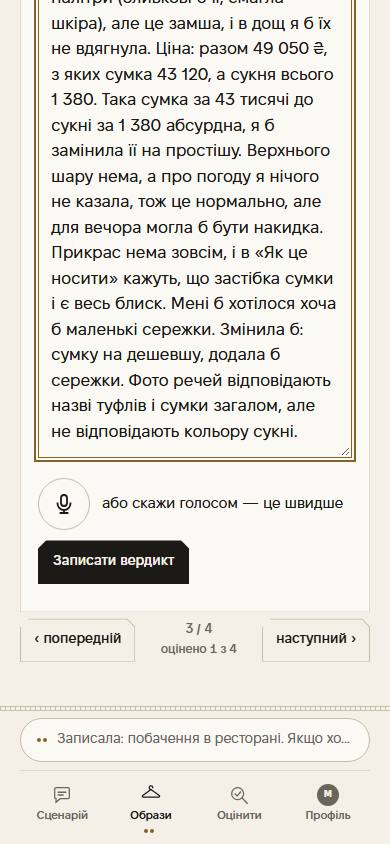 шкіра), але це замша, і в дощ я б їх
не вдягнула. Ціна: разом 49 050 ₴,
з яких сумка 43 120, а сукня всього
1 380. Така сумка за 43 тисячі до
сукні за 1 380 абсурдна, я б
замінила її на простішу. Верхнього
шару нема, а про погоду я нічого
не казала, тож це нормально, але
для вечора могла б бути накидка.
Прикрас нема зовсім, і в «Як це
носити» кажуть, що застібка сумки
і є весь блиск. Мені б хотілося хоча
б маленькі сережки. Змінила б:
сумку на дешевшу, додала б
сережки. Фото речей відповідають
назві туфлів і сумки загалом, але
не відповідають кольору сукні.
або скажи голосом — це швидше
Записати вердикт
‹ попередній
3 / 4
оцінено 1 з 4
наступний ›
Записала: побачення в ресторані. Якщо хо...
Сценарій
Образи
Оцінити
М
Профіль